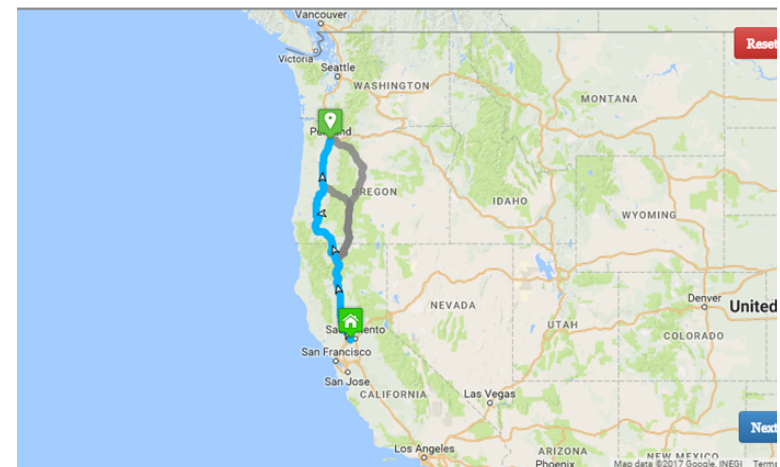 Vancouver
Reset
Victoria
Seattle
WASHINGTON
MONTANA
OREGON
IDAHO
WYOMING
NEVADA
Denver
United
UTAH
COLORADO
San Francisco
San Jose
CALIFORNIA
Las Vegas
Next
Los Angeles
ARIZONA
NEW MEXICO
Phoenix
Map data ©2017 Google, INEGI
Terms